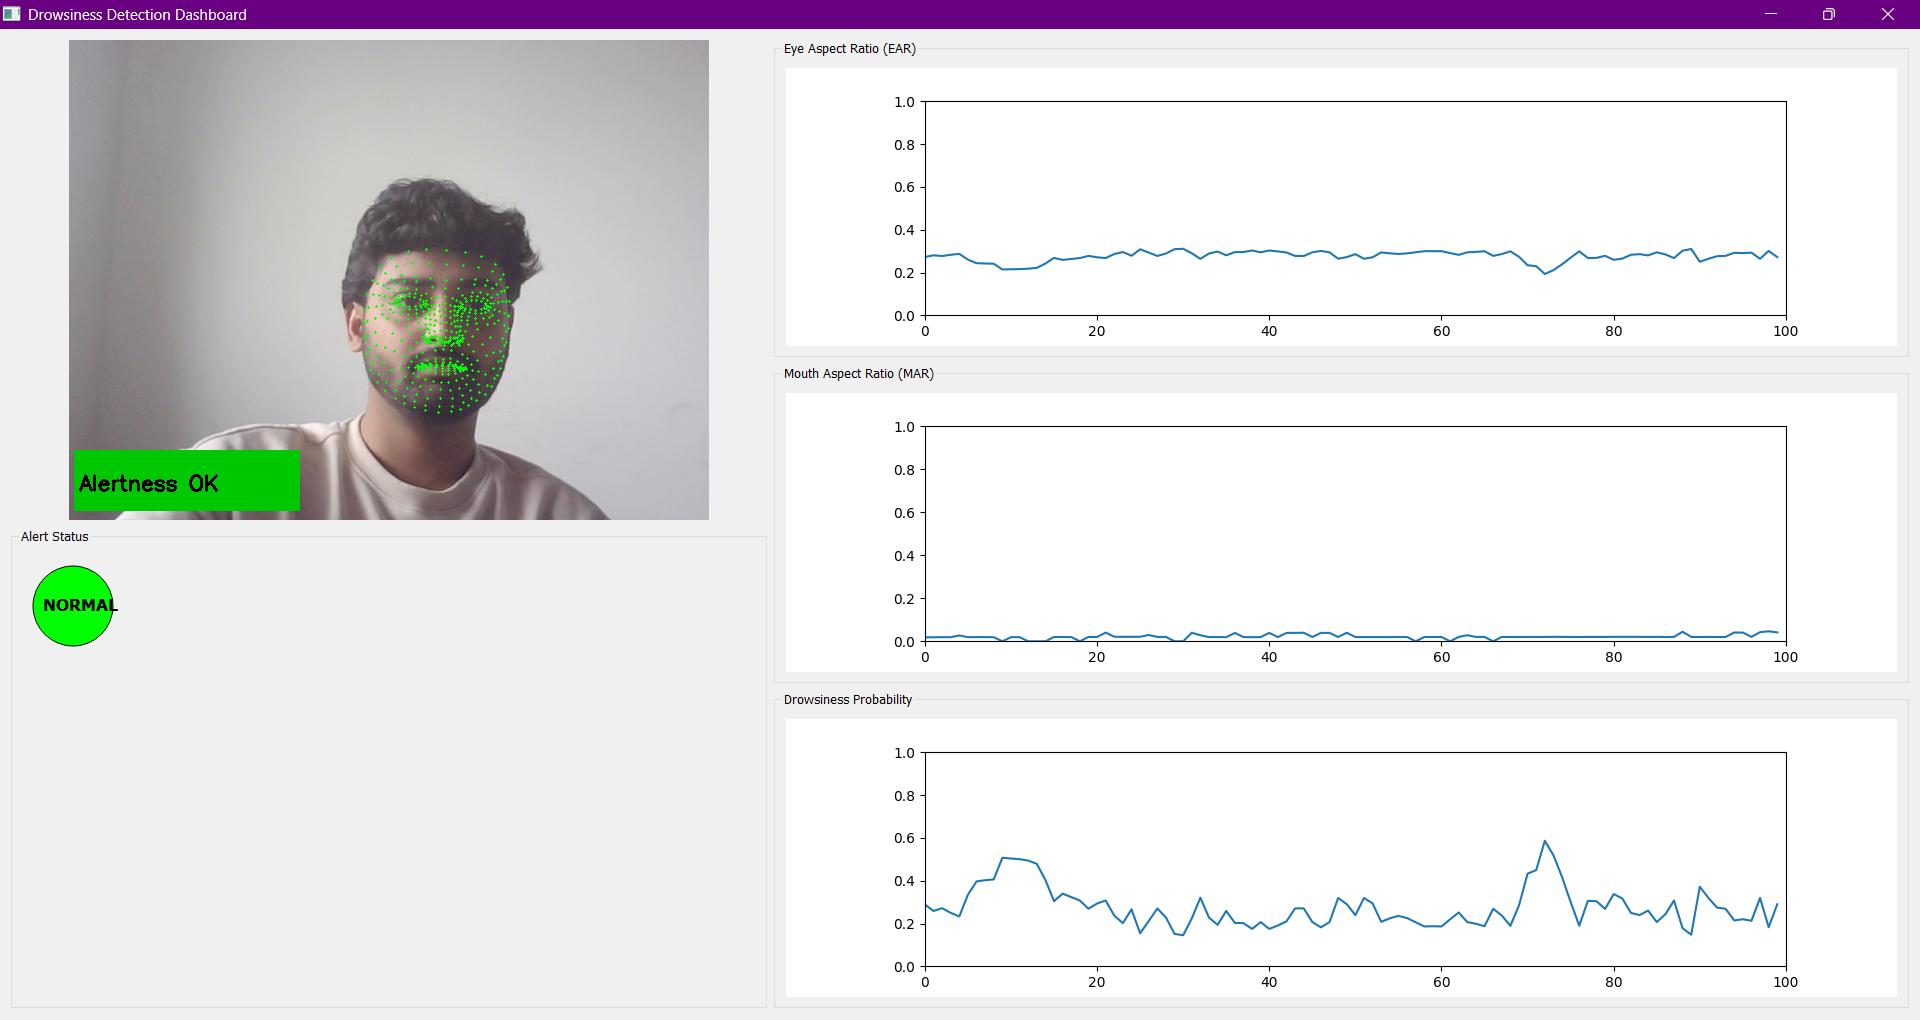 Drowsiness Detection Dashboard
Alertness OK
Alert Status
NORMAL
Eye Aspect Ratio (EAR)
1.0
0.8
0.6
0.4
0.2
0.0
0 20 40 60 80 100
Mouth Aspect Ratio (MAR)
1.0
0.8
0.6
0.4
0.2
0.0
0 20 40 60 80 100
Drowsiness Probability
1.0
0.8
0.6
0.4
0.2
0.0
0 20 40 60 80 100